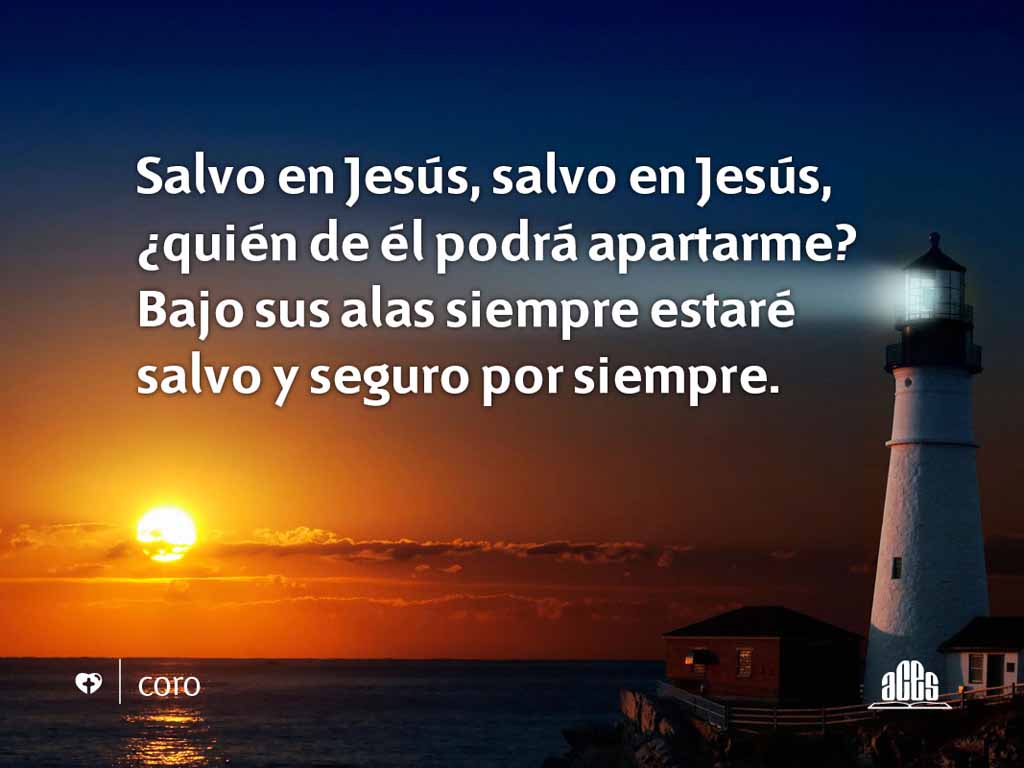 Salvo en Jesús, salvo en Jesús,
¿quién de él podrá apartarme?
Bajo sus alas siempre estaré
salvo y seguro por siempre.
coro
aces